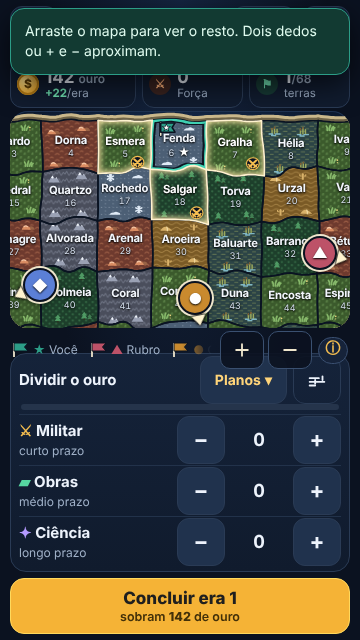 Arraste o mapa para ver o resto. Dois dedos
ou + e − aproximam.
142 ouro
+22/era
0
Força
1/68
terras
Dorna
4
Esmera
5
Fenda
6 ★
Gralha
7
Hélia
8
Quartzo
16
Rochedo
17
Salgar
18
Torva
19
Urzal
20
Alvorada
28
Arenal
29
Aroeira
30
Baluarte
31
Barranc
32
olmeia
40
Coral
41
Duna
43
Encosta
44
★ Você
▲ Rubro
+
−
ⓘ
Dividir o ouro
Planos ▾
Militar
curto prazo
−
0
+
Obras
médio prazo
−
0
+
Ciência
longo prazo
−
0
+
Concluir era 1
sobram 142 de ouro